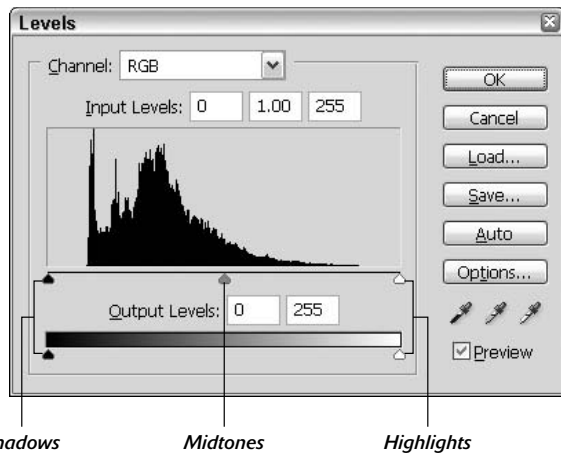 Levels
Channel: RGB
Input Levels: 0 1.00 255
Output Levels: 0 255
OK
Cancel
Load...
Save...
Auto
Options...
Preview
hadows Midtones Highlights